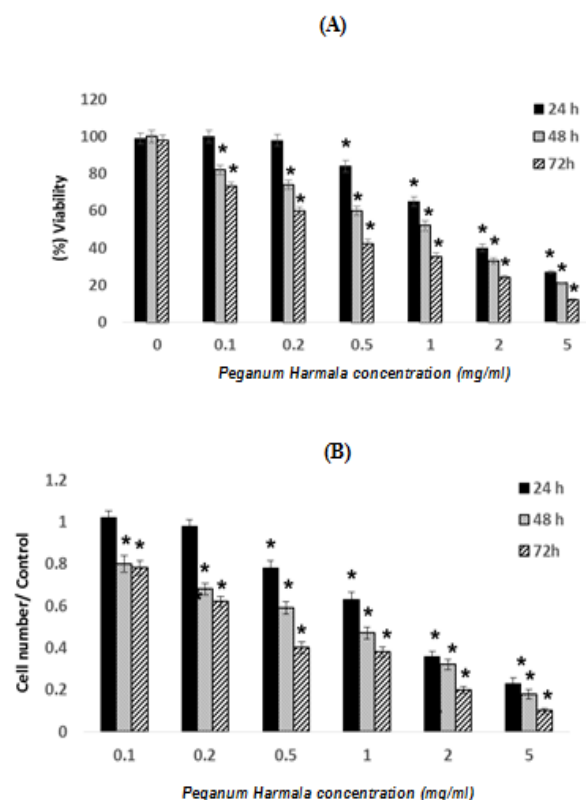 (A)
120
100
80
60
40
20
0
(%) Viability
24 h
48 h
72h
* * * * * * * * * * * * * *
0 0.1 0.2 0.5 1 2 5
Peganum Harmala concentration (mg/ml)
(B)
1.2
1
0.8
0.6
0.4
0.2
0
Cell number/ Control
24 h
48 h
72h
* * * * * * * * * * * * * * * *
0.1 0.2 0.5 1 2 5
Peganum Harmala concentration (mg/ml)